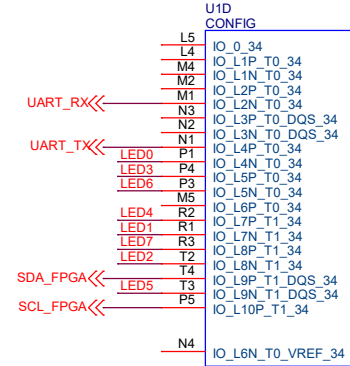 U1D
CONFIG
L5 IO_0_34
L4 IO_L1P_T0_34
M4 IO_L1N_T0_34
M2 IO_L2P_T0_34
UART_RX M1 IO_L2N_T0_34
N3 IO_L3P_T0_DQS_34
N2 IO_L3N_T0_DQS_34
UART_TX N1 IO_L4P_T0_34
LED0 P1 IO_L4N_T0_34
LED3 P4 IO_L5P_T0_34
LED6 P3 IO_L5N_T0_34
M5 IO_L6P_T0_34
LED4 R2 IO_L7P_T1_34
LED1 R1 IO_L7N_T1_34
LED7 R3 IO_L8P_T1_34
LED2 T2 IO_L8N_T1_34
SDA_FPGA T4 IO_L9P_T1_DQS_34
LED5 T3 IO_L9N_T1_DQS_34
SCL_FPGA P5 IO_L10P_T1_34
N4 IO_L6N_T0_VREF_34